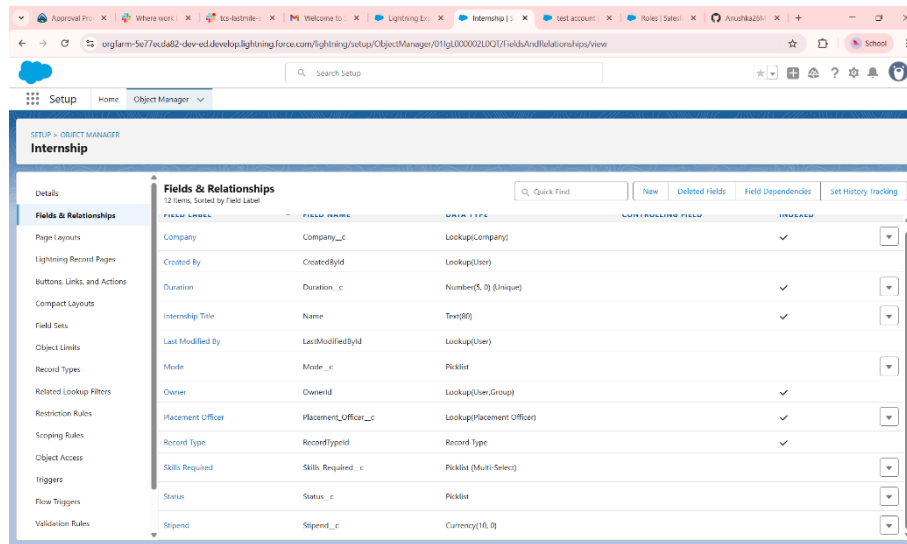 Approval Pro
Where work
tcs-lastmile-c
Welcome to
Lightning Exp
Internship | S
test account
Roles | Salesf
Anushka26M
orgfarm-5e77ecda82-dev-ed.develop.lightning.force.com/lightning/setup/ObjectManager/01IgL000002L0QT/FieldsAndRelationships/view
School
Search Setup
Setup Home Object Manager
SETUP > OBJECT MANAGER
Internship
Details
Fields & Relationships
Page Layouts
Lightning Record Pages
Buttons, Links, and Actions
Compact Layouts
Field Sets
Object Limits
Record Types
Related Lookup Filters
Restriction Rules
Scoping Rules
Object Access
Triggers
Flow Triggers
Validation Rules
Fields & Relationships
12 Items, Sorted by Field Label
Quick Find New Deleted Fields Field Dependencies Set History Tracking
FIELD LABEL FIELD NAME DATA TYPE CONTROLLING FIELD INDEXED
Company Company__c Lookup(Company)
Created By CreatedById Lookup(User)
Duration Duration__c Number(5, 0) (Unique)
Internship Title Name Text(80)
Last Modified By LastModifiedById Lookup(User)
Mode Mode__c Picklist
Owner OwnerId Lookup(User,Group)
Placement Officer Placement_Officer__c Lookup(Placement Officer)
Record Type RecordTypeId Record Type
Skills Required Skills_Required__c Picklist (Multi-Select)
Status Status__c Picklist
Stipend Stipend__c Currency(10, 0)